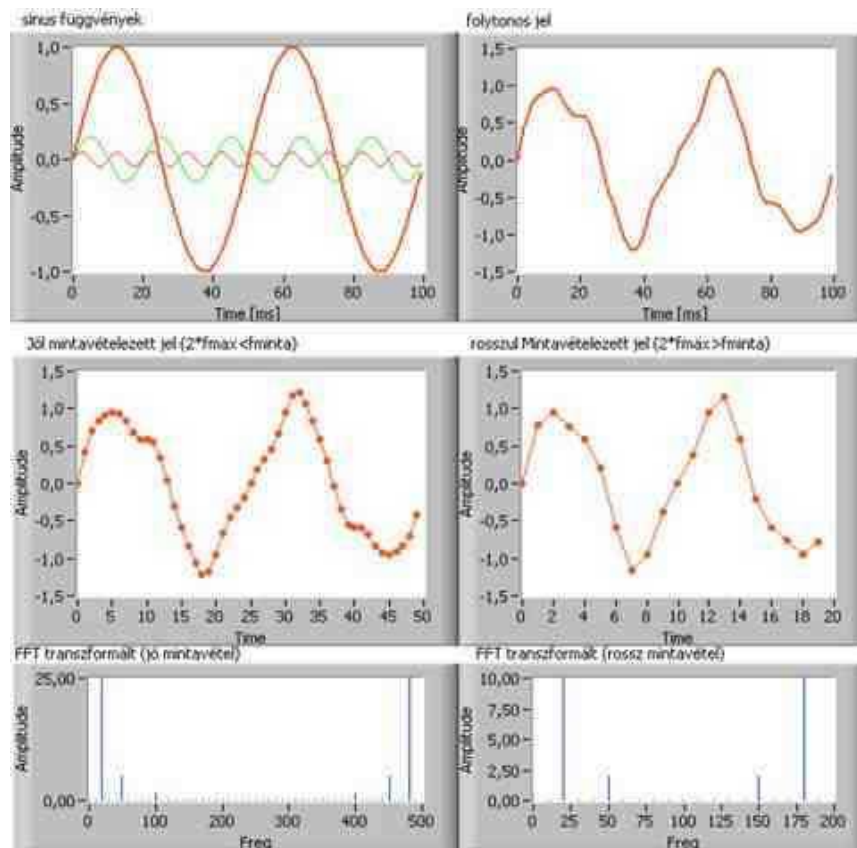 sinus függvények
folytonos jel
1,0
0,5
0,0
-0,5
-1,0
Amplitude
0 20 40 60 80 100
Time [ms]
1,5
1,0
0,5
0,0
-0,5
-1,0
-1,5
Amplitude
0 20 40 60 80 100
Time [ms]
Jól mintavételezett jel (2*fmax<fminta)
rosszul Mintavételezett jel (2*fmax>fminta)
1,5
1,0
0,5
0,0
-0,5
-1,0
-1,5
Amplitude
0 5 10 15 20 25 30 35 40 45 50
Time
1,5
1,0
0,5
0,0
-0,5
-1,0
-1,5
Amplitude
0 2 4 6 8 10 12 14 16 18 20
Time
FFT transzformált (jó mintavétel)
FFT transzformált (rossz mintavétel)
25,00
0,00
Amplitude
0 100 200 300 400 500
Freq
10,00
7,50
5,00
2,50
0,00
Amplitude
0 25 50 75 100 125 150 175 200
Freq